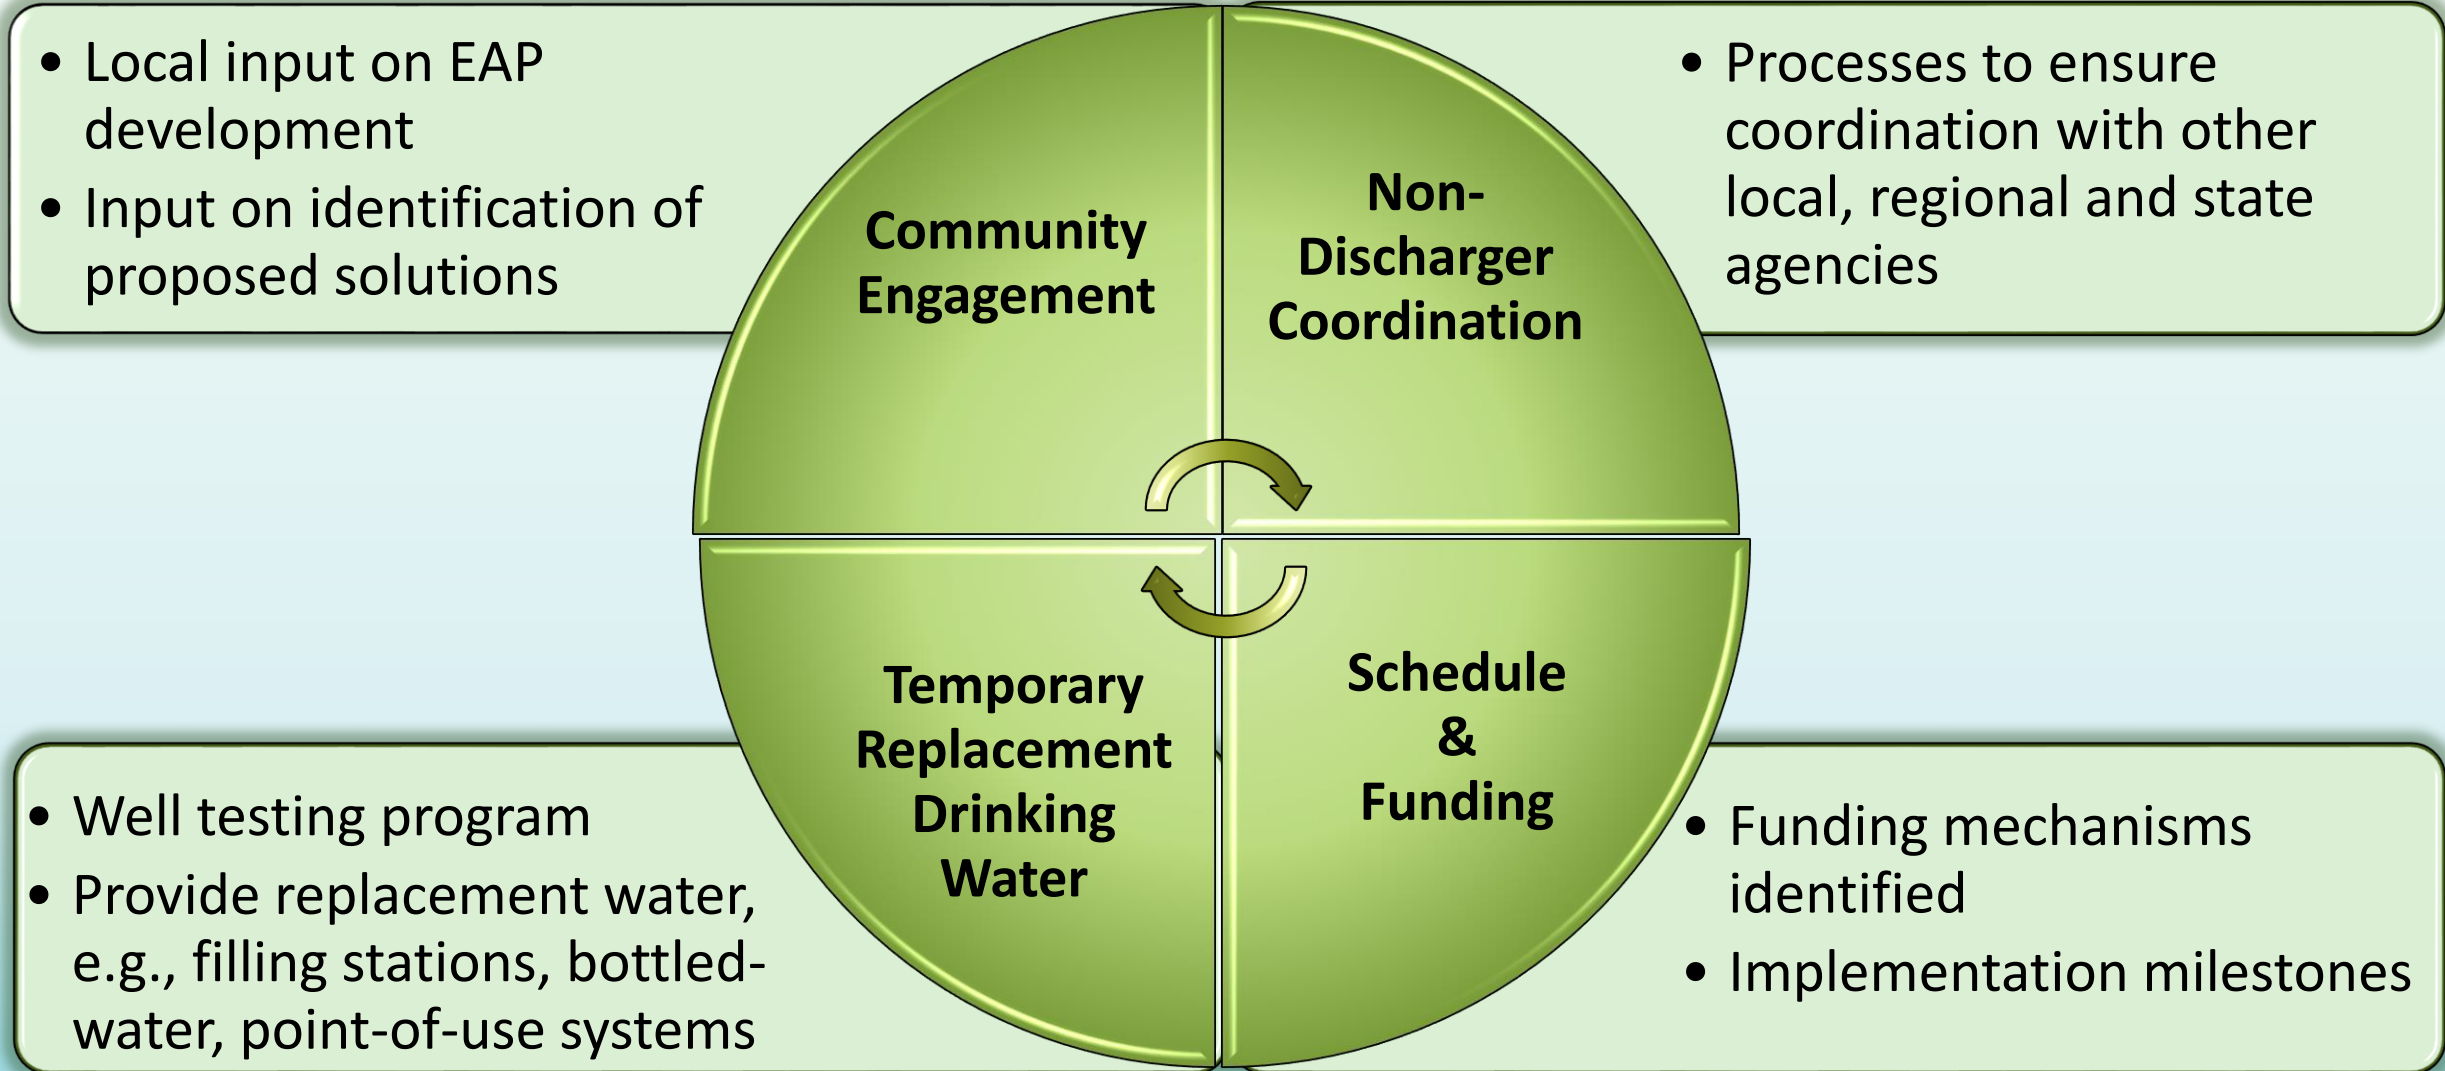 • Local input on EAP
development
• Input on identification of
proposed solutions
Community
Engagement
Non-
Discharger
Coordination
• Processes to ensure
coordination with other
local, regional and state
agencies
• Well testing program
• Provide replacement water,
e.g., filling stations, bottled-
water, point-of-use systems
Temporary
Replacement
Drinking
Water
Schedule
&
Funding
• Funding mechanisms
identified
• Implementation milestones